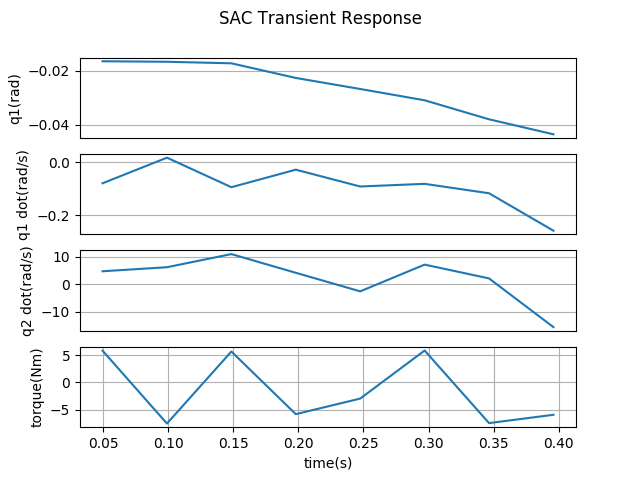 SAC Transient Response
q1(rad)
−0.02
−0.04
q1 dot(rad/s)
0.0
−0.2
q2 dot(rad/s)
10
0
−10
torque(Nm)
5
0
−5
0.05 0.10 0.15 0.20 0.25 0.30 0.35 0.40
time(s)